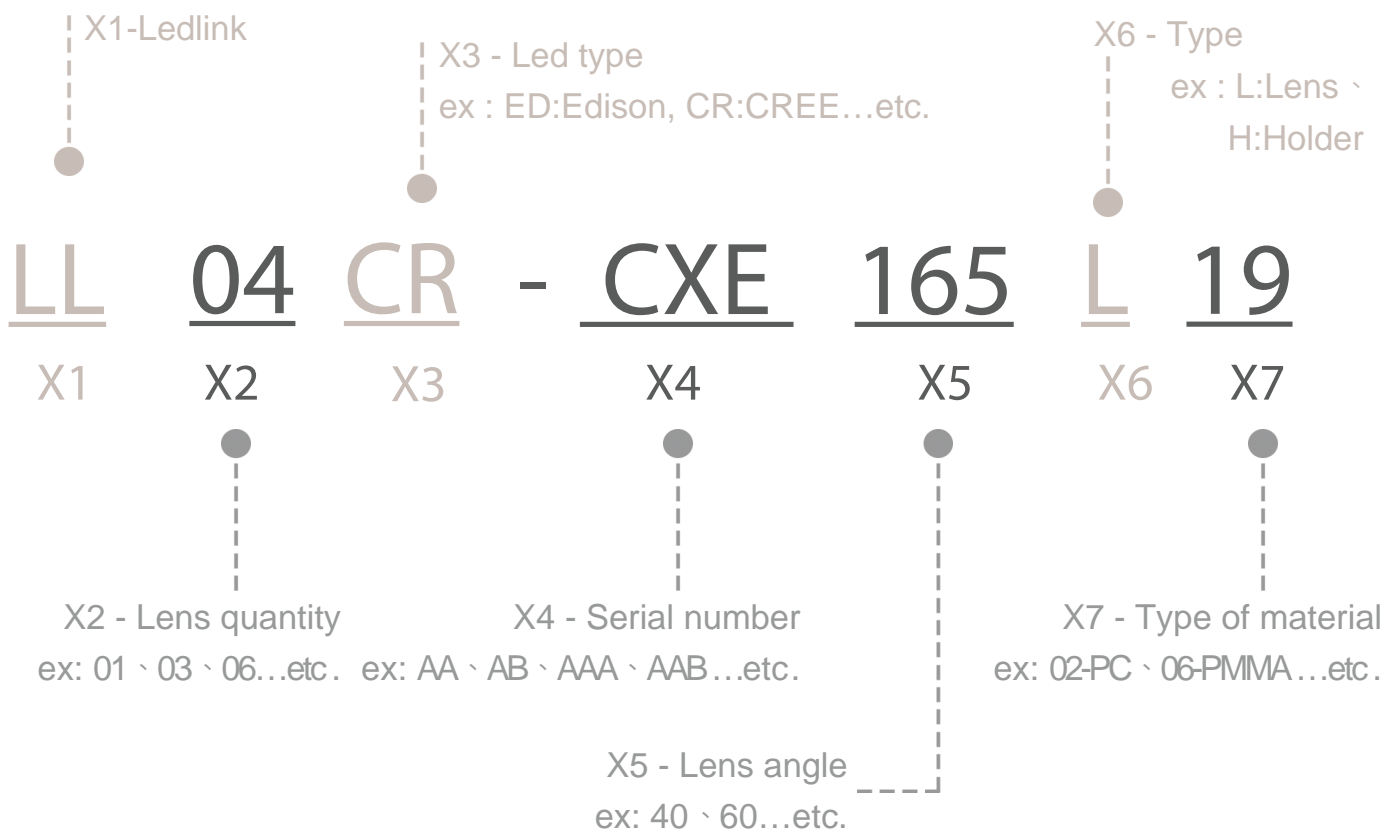 X1-Ledlink
X3 - Led type
ex : ED:Edison, CR:CREE…etc.
X6 - Type
ex : L:Lens、
H:Holder
LL 04 CR - CXE 165 L 19
X1 X2 X3 X4 X5 X6 X7
X2 - Lens quantity
ex: 01、03、06…etc.
X4 - Serial number
ex: AA、AB、AAA、AAB…etc.
X7 - Type of material
ex: 02-PC、06-PMMA…etc.
X5 - Lens angle
ex: 40、60…etc.